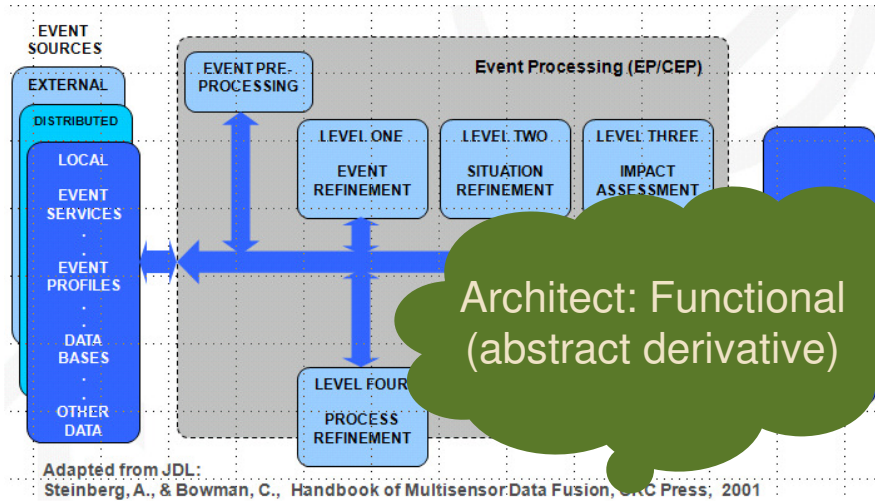 EVENT
SOURCES
EXTERNAL
DISTRIBUTED
LOCAL
EVENT
SERVICES
.
.
EVENT
PROFILES
.
.
DATA
BASES
.
.
OTHER
DATA
EVENT PRE-
PROCESSING
Event Processing (EP/CEP)
LEVEL ONE
EVENT
REFINEMENT
LEVEL TWO
SITUATION
REFINEMENT
LEVEL THREE
IMPACT
ASSESSMENT
Architect: Functional
(abstract derivative)
LEVEL FOUR
PROCESS
REFINEMENT
Adapted from JDL:
Steinberg, A., & Bowman, C., Handbook of Multisensor Data Fusion, CRC Press, 2001